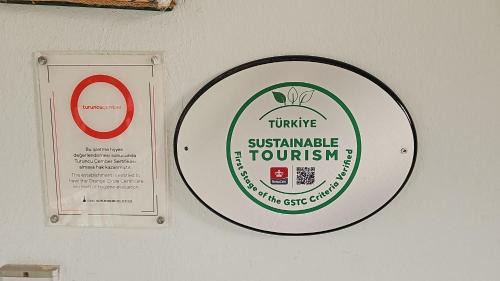 turuncuçember
Bu işletme hijyen
değerlendirmesi sonucunda
Turuncu Çember Sertifikası
almaya hak kazanmıştır.
This establishment is entitled to
have the Orange Circle Certificate
as result of hygiene evaluation.
TÜRKİYE
SUSTAINABLE
TOURISM
First Stage of the GSTC Criteria Verified